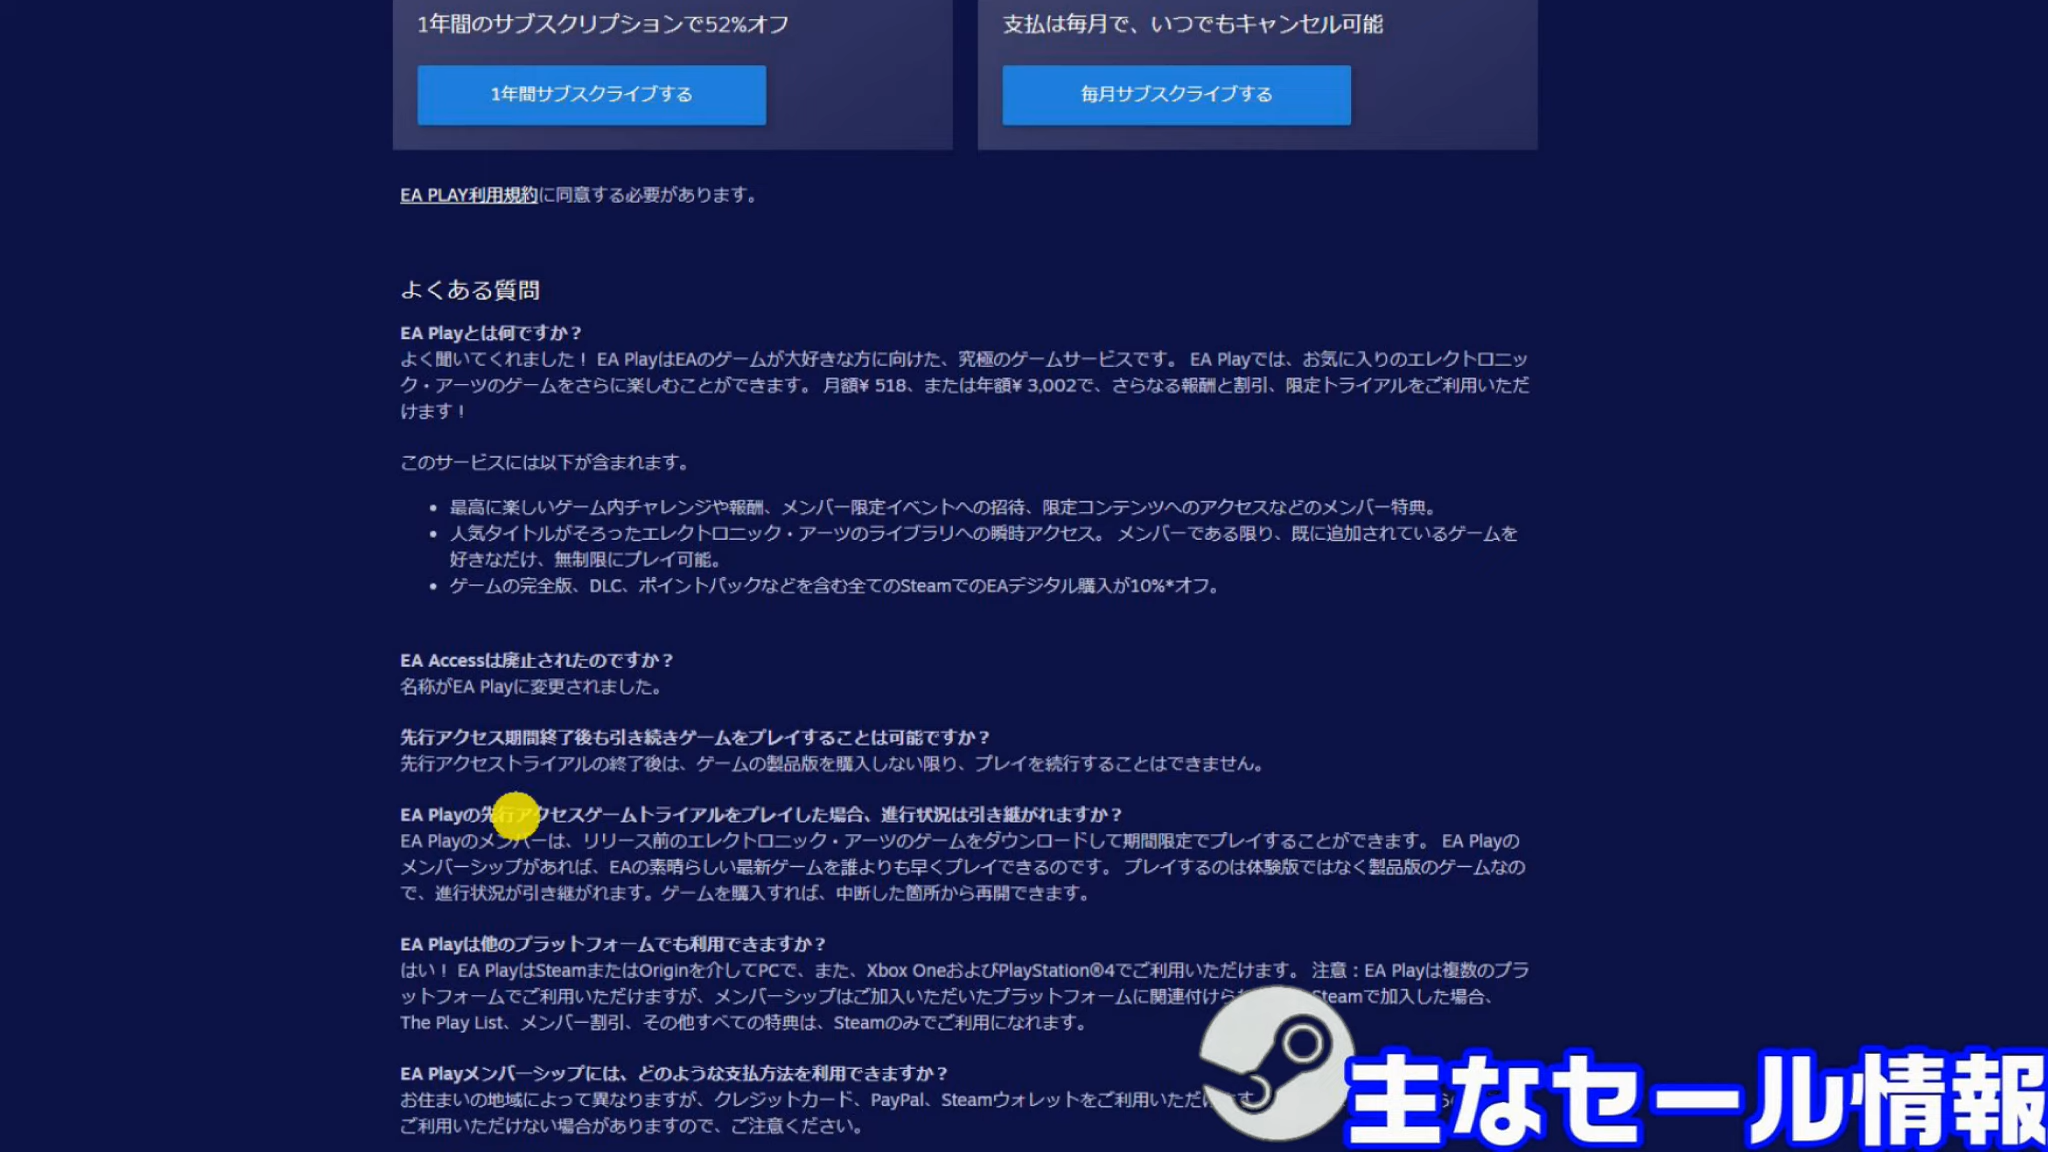 1年間のサブスクリプションで52%オフ
支払は毎月で、いつでもキャンセル可能
1年間サブスクライブする
毎月サブスクライブする
EA PLAY利用規約に同意する必要があります。
よくある質問
EA Playとは何ですか？
よく聞いてくれました！ EA PlayはEAのゲームが大好きな方に向けた、究極のゲームサービスです。 EA Playでは、お気に入りのエレクトロニッ
ク・アーツのゲームをさらに楽しむことができます。 月額¥ 518、または年額¥ 3,002で、さらなる報酬と割引、限定トライアルをご利用いただ
けます！
このサービスには以下が含まれます。
• 最高に楽しいゲーム内チャレンジや報酬、メンバー限定イベントへの招待、限定コンテンツへのアクセスなどのメンバー特典。
• 人気タイトルがそろったエレクトロニック・アーツのライブラリへの瞬時アクセス。 メンバーである限り、既に追加されているゲームを
好きなだけ、無制限にプレイ可能。
• ゲームの完全版、DLC、ポイントパックなどを含む全てのSteamでのEAデジタル購入が10%*オフ。
EA Accessは廃止されたのですか？
名称がEA Playに変更されました。
先行アクセス期間終了後も引き続きゲームをプレイすることは可能ですか？
先行アクセストライアルの終了後は、ゲームの製品版を購入しない限り、プレイを続行することはできません。
EA Playの先行アクセスゲームトライアルをプレイした場合、進行状況は引き継がれますか？
EA Playのメンバーは、リリース前のエレクトロニック・アーツのゲームをダウンロードして期間限定でプレイすることができます。 EA Playの
メンバーシップがあれば、EAの素晴らしい最新ゲームを誰よりも早くプレイできるのです。 プレイするのは体験版ではなく製品版のゲームなの
で、進行状況が引き継がれます。ゲームを購入すれば、中断した箇所から再開できます。
EA Playは他のプラットフォームでも利用できますか？
はい！ EA PlayはSteamまたはOriginを介してPCで、また、Xbox OneおよびPlayStation®4でご利用いただけます。 注意：EA Playは複数のプラ
ットフォームでご利用いただけますが、メンバーシップはご加入いただいたプラットフォームに関連付けら Steamで加入した場合、
The Play List、メンバー割引、その他すべての特典は、Steamのみでご利用になれます。
EA Playメンバーシップには、どのような支払方法を利用できますか？
お住まいの地域によって異なりますが、クレジットカード、PayPal、Steamウォレットをご利用いただけ
ご利用いただけない場合がありますので、ご注意ください。
主なセール情報